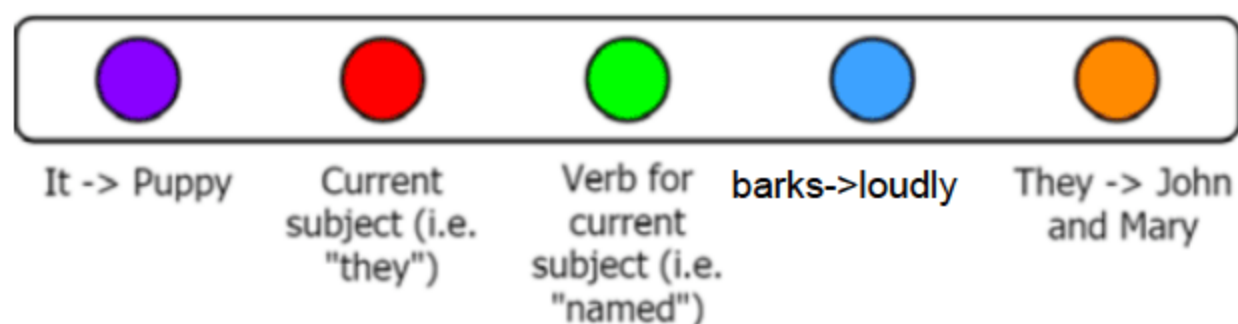 It -> Puppy
Current
subject (i.e.
"they")
Verb for
current
subject (i.e.
"named")
barks->loudly
They -> John
and Mary